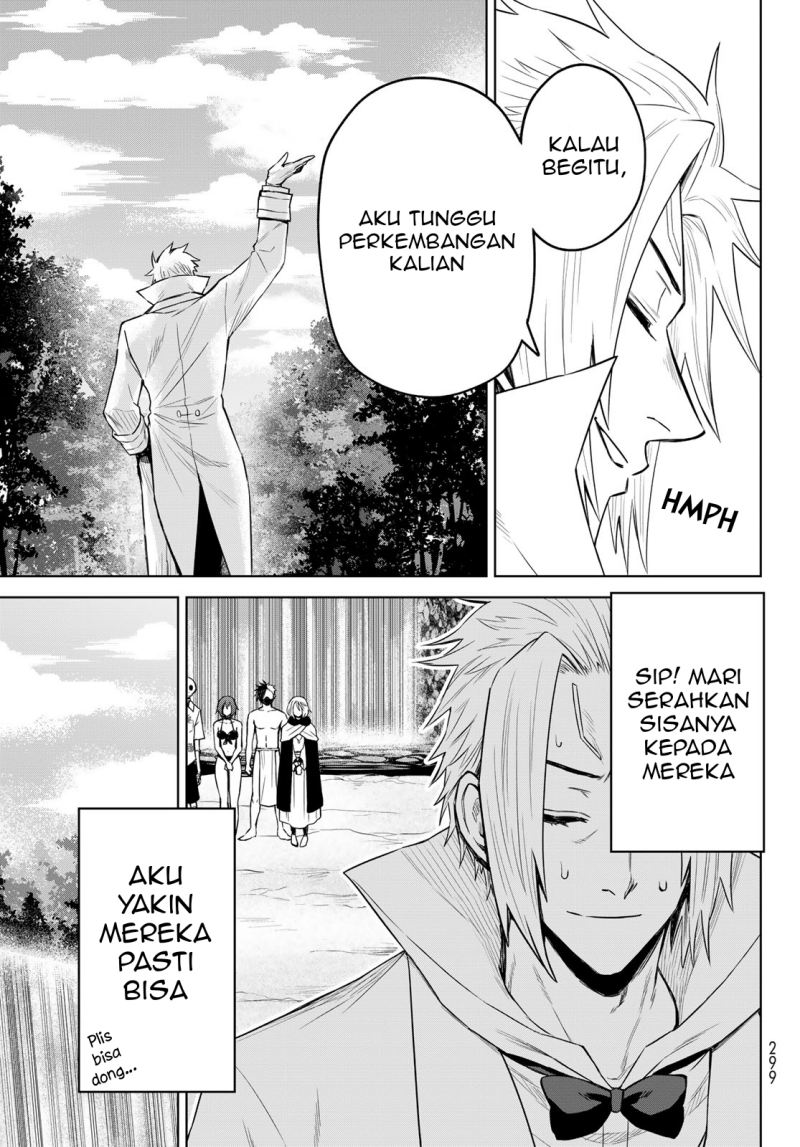 KALAU
BEGITU,
AKU TUNGGU
PERKEMBANGAN
KALIAN
HMPH
SIP! MARI
SERAHKAN
SISANYA
KEPADA
MEREKA
AKU
YAKIN
MEREKA
PASTI
BISA
Plis
bisa
dong...
299